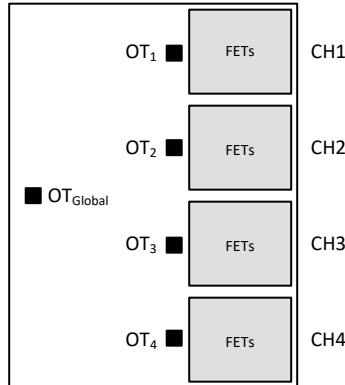 OT1 FETs CH1
OT2 FETs CH2
OTGlobal
OT3 FETs CH3
OT4 FETs CH4